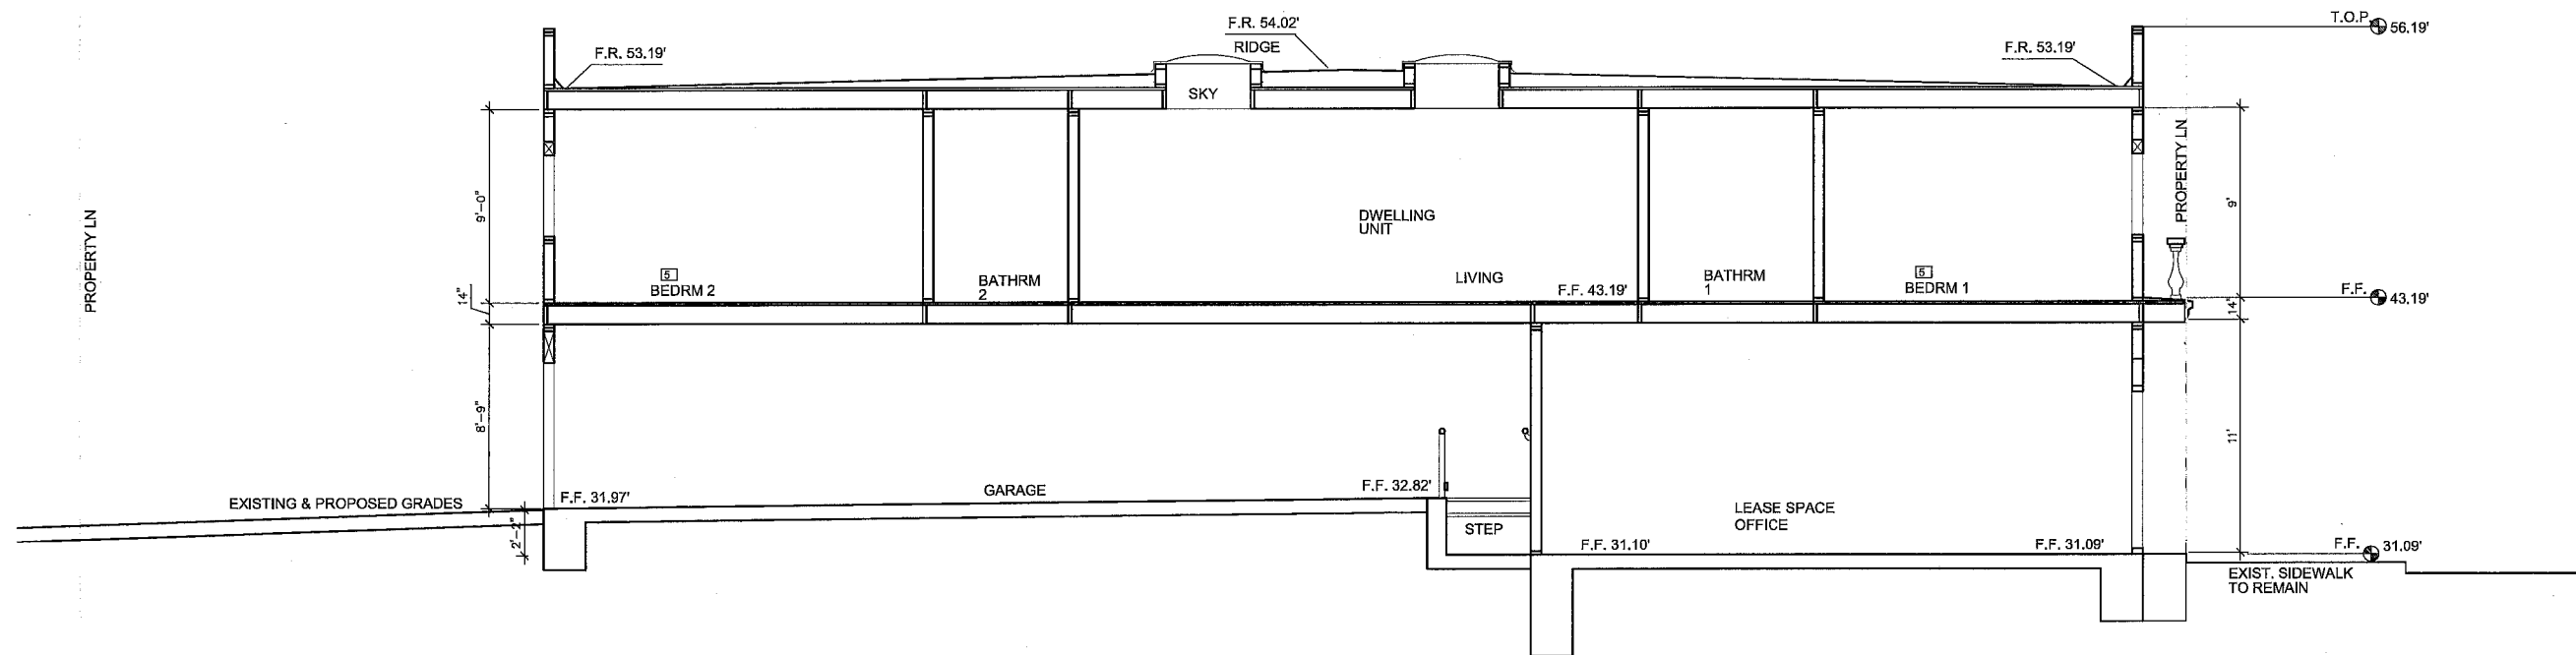 F.R. 54.02'
RIDGE
T.O.P.
56.19'
F.R. 53.19'
F.R. 53.19'
SKY
PROPERTY LN
9'-0"
DWELLING
UNIT
PROPERTY LN
9'
5
BEDRM 2
BATHRM
2
LIVING
F.F. 43.19'
BATHRM
1
5
BEDRM 1
F.F.
43.19'
14"
14"
8'-9"
11'
EXISTING & PROPOSED GRADES
F.F. 31.97'
GARAGE
F.F. 32.82'
2'-2"
STEP
LEASE SPACE
OFFICE
F.F. 31.10'
F.F. 31.09'
F.F.
31.09'
EXIST. SIDEWALK
TO REMAIN